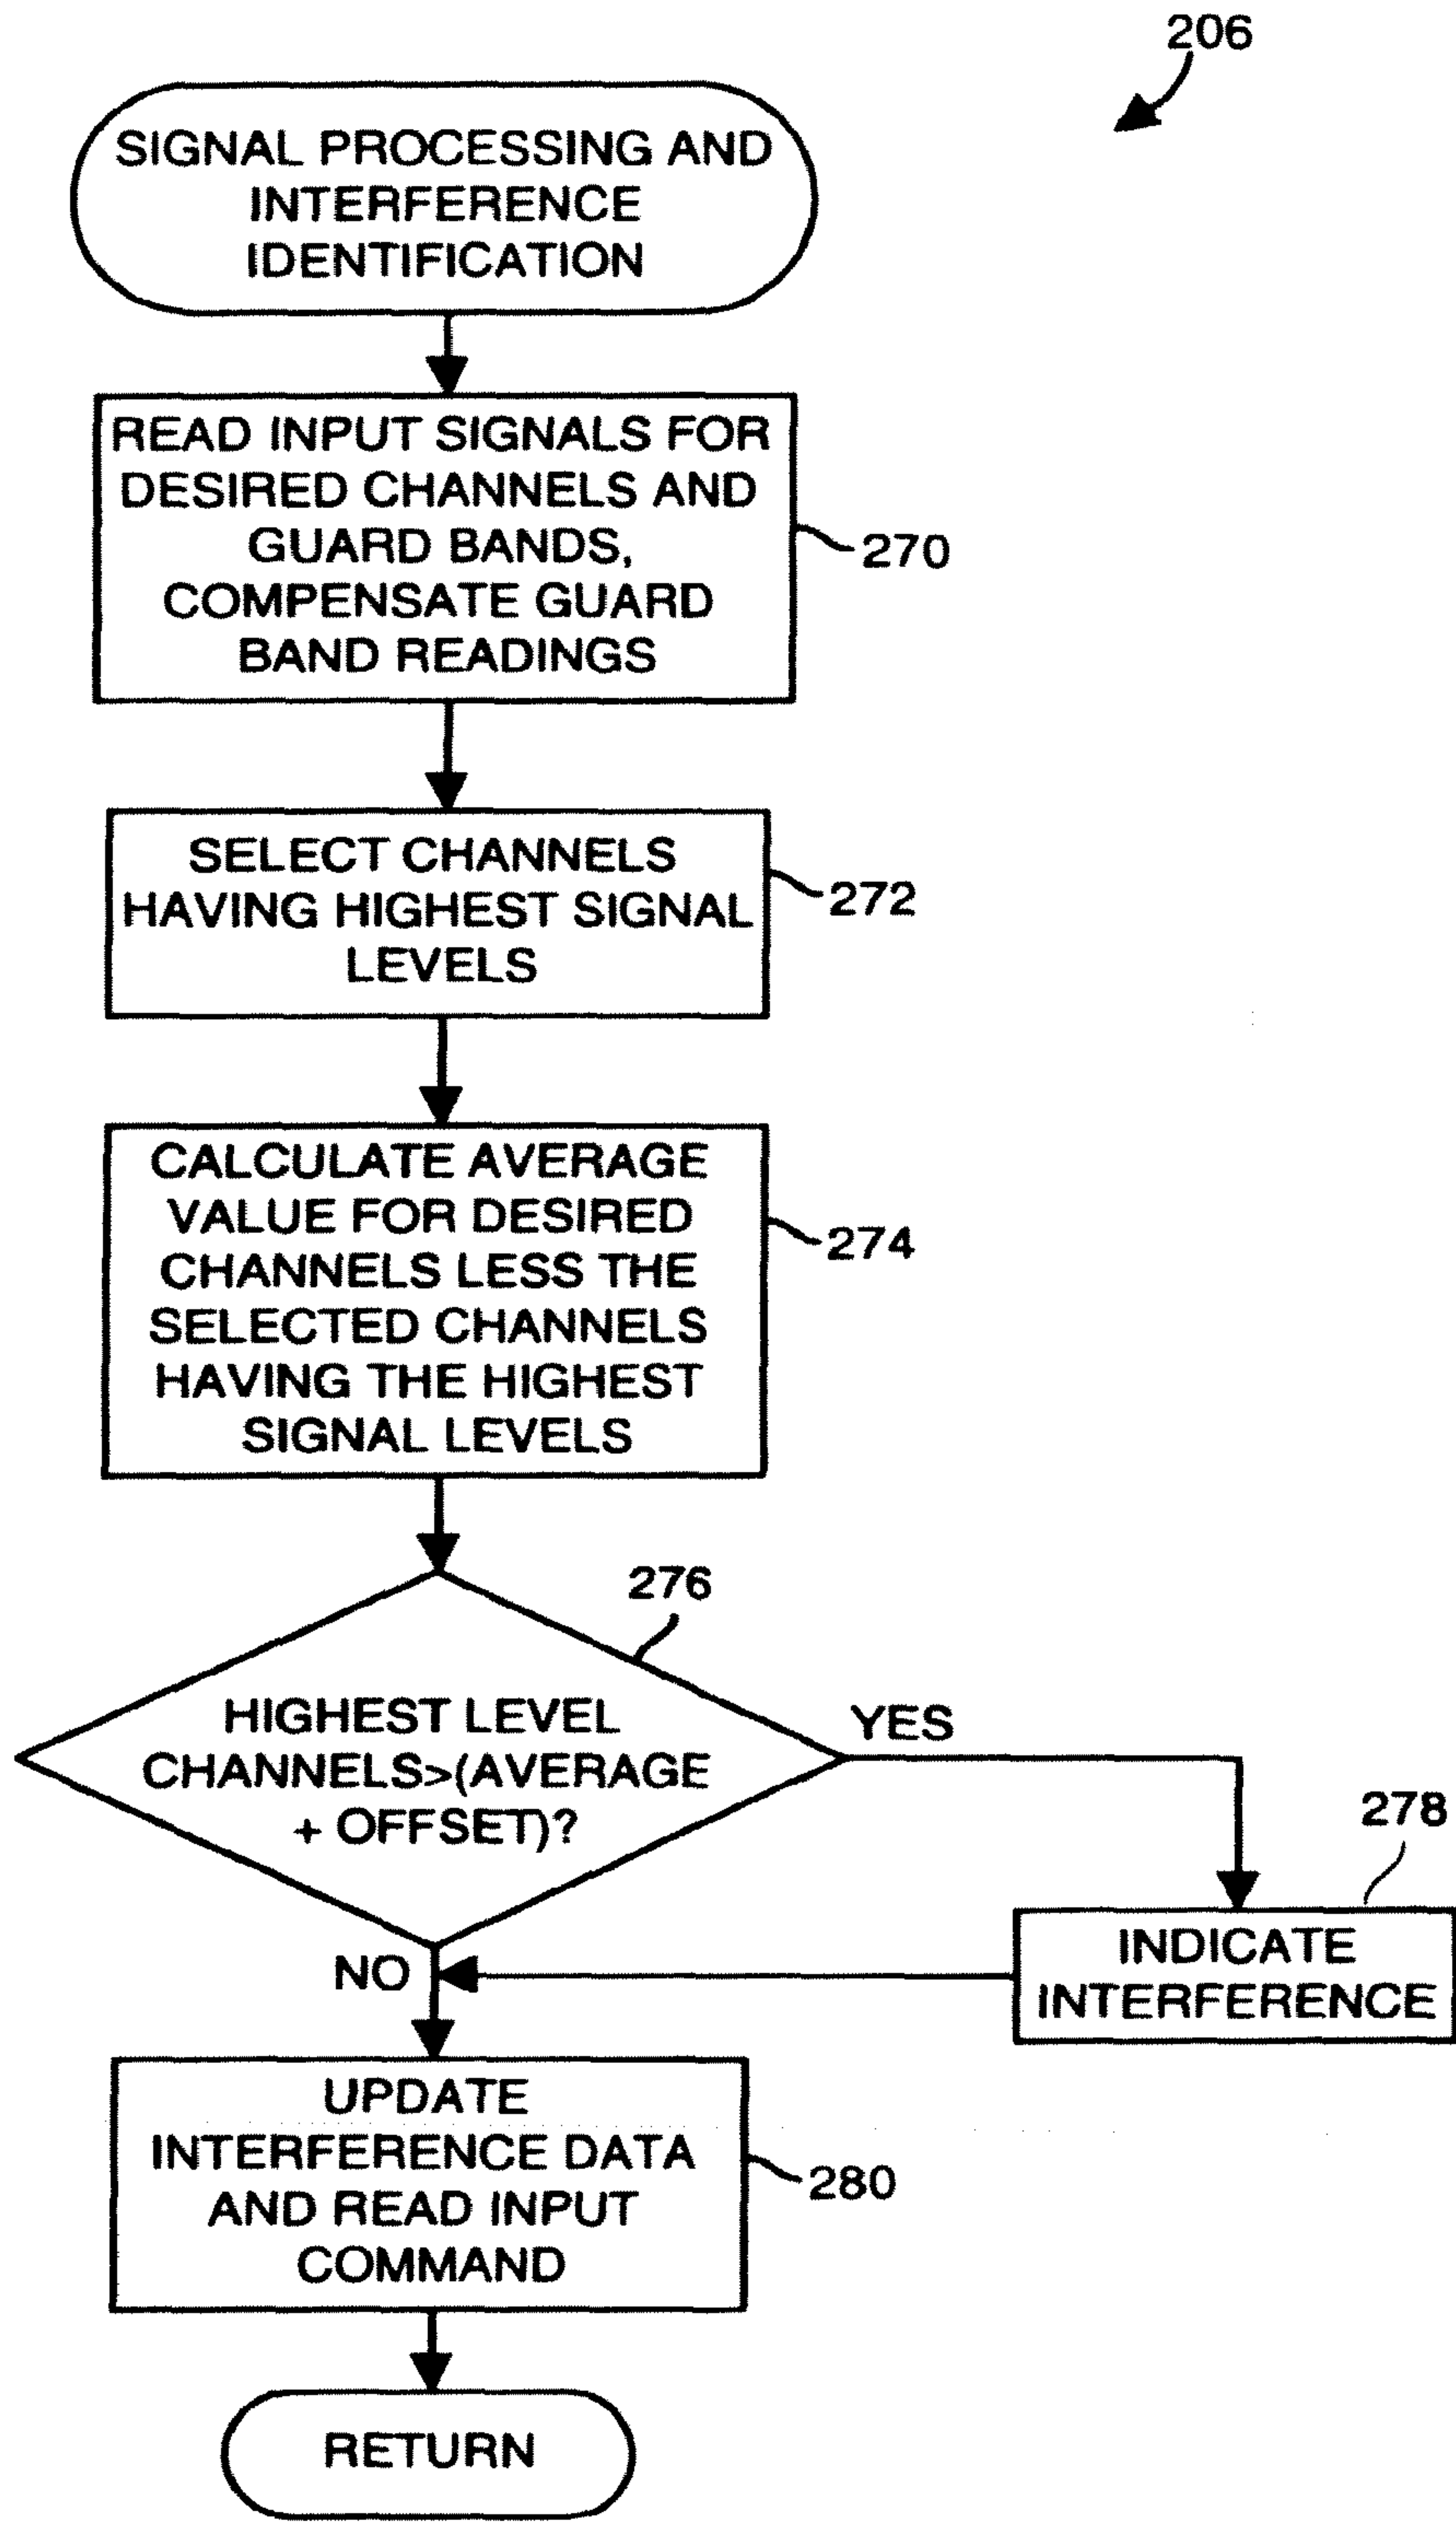 206
SIGNAL PROCESSING AND
INTERFERENCE
IDENTIFICATION
READ INPUT SIGNALS FOR
DESIRED CHANNELS AND
GUARD BANDS,
COMPENSATE GUARD
BAND READINGS
270
SELECT CHANNELS
HAVING HIGHEST SIGNAL
LEVELS
272
CALCULATE AVERAGE
VALUE FOR DESIRED
CHANNELS LESS THE
SELECTED CHANNELS
HAVING THE HIGHEST
SIGNAL LEVELS
274
276
HIGHEST LEVEL
CHANNELS>(AVERAGE
+ OFFSET)?
YES
278
INDICATE
INTERFERENCE
NO
UPDATE
INTERFERENCE DATA
AND READ INPUT
COMMAND
280
RETURN